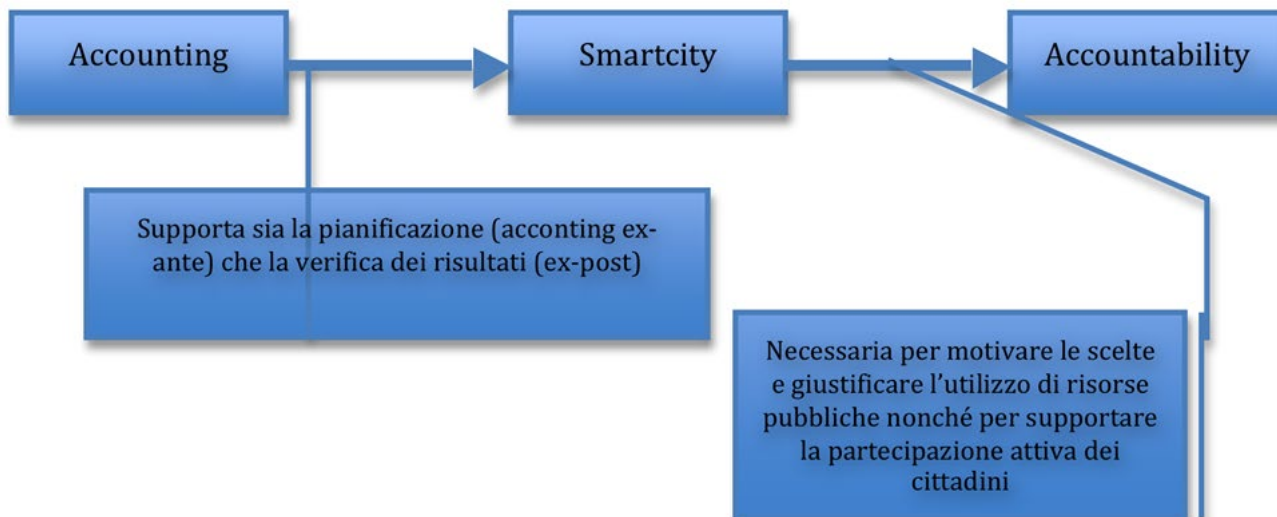 Accounting
Smartcity
Accountability
Supporta sia la pianificazione (acconting ex-
ante) che la verifica dei risultati (ex-post)
Necessaria per motivare le scelte
e giustificare l’utilizzo di risorse
pubbliche nonché per supportare
la partecipazione attiva dei
cittadini